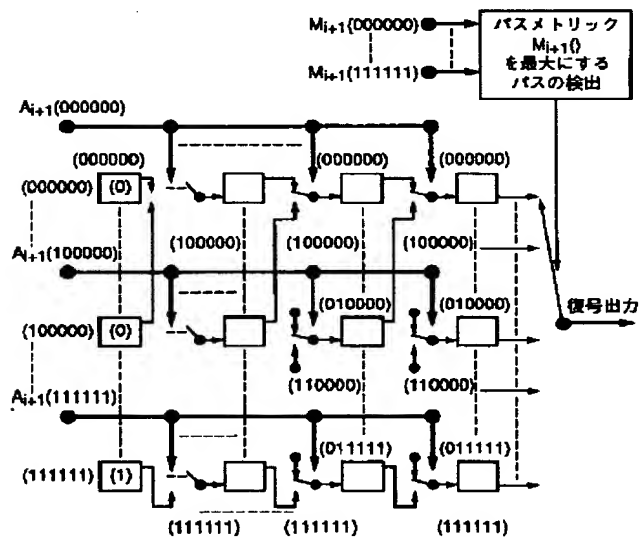 Mi+1(000000)
Mi+1(111111)
パスメトリック
Mi+1()
を最大にする
パスの検出
Ai+1(000000)
(000000)
(000000)
(000000)
(000000)
{0}
(100000)
(100000)
(100000)
Ai+1(100000)
(010000)
(010000)
復号出力
(100000)
{0}
(110000)
(110000)
Ai+1(111111)
(011111)
(011111)
(111111)
{1}
(111111)
(111111)
(111111)